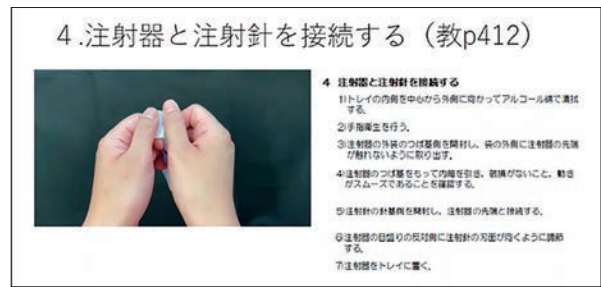 ４.注射器と注射針を接続する（教p412）
4 注射器と注射針を接続する
1)トレイの内側を中心から外側に向かってアルコール綿で清拭
する。
2)手指衛生を行う。
3)注射器の外装のつば基側を開封し、袋の外側に注射器の先端
が触れないように取り出す。
4)注射器のつば基をもって内筒を引き、破損がないこと、動き
がスムーズであることを確認する。
5)注射針の針基側を開封し、注射器の先端と接続する。
6)注射器の目盛りの反対側に注射針の刃面が向くように調節
する。
7)注射器をトレイに置く。